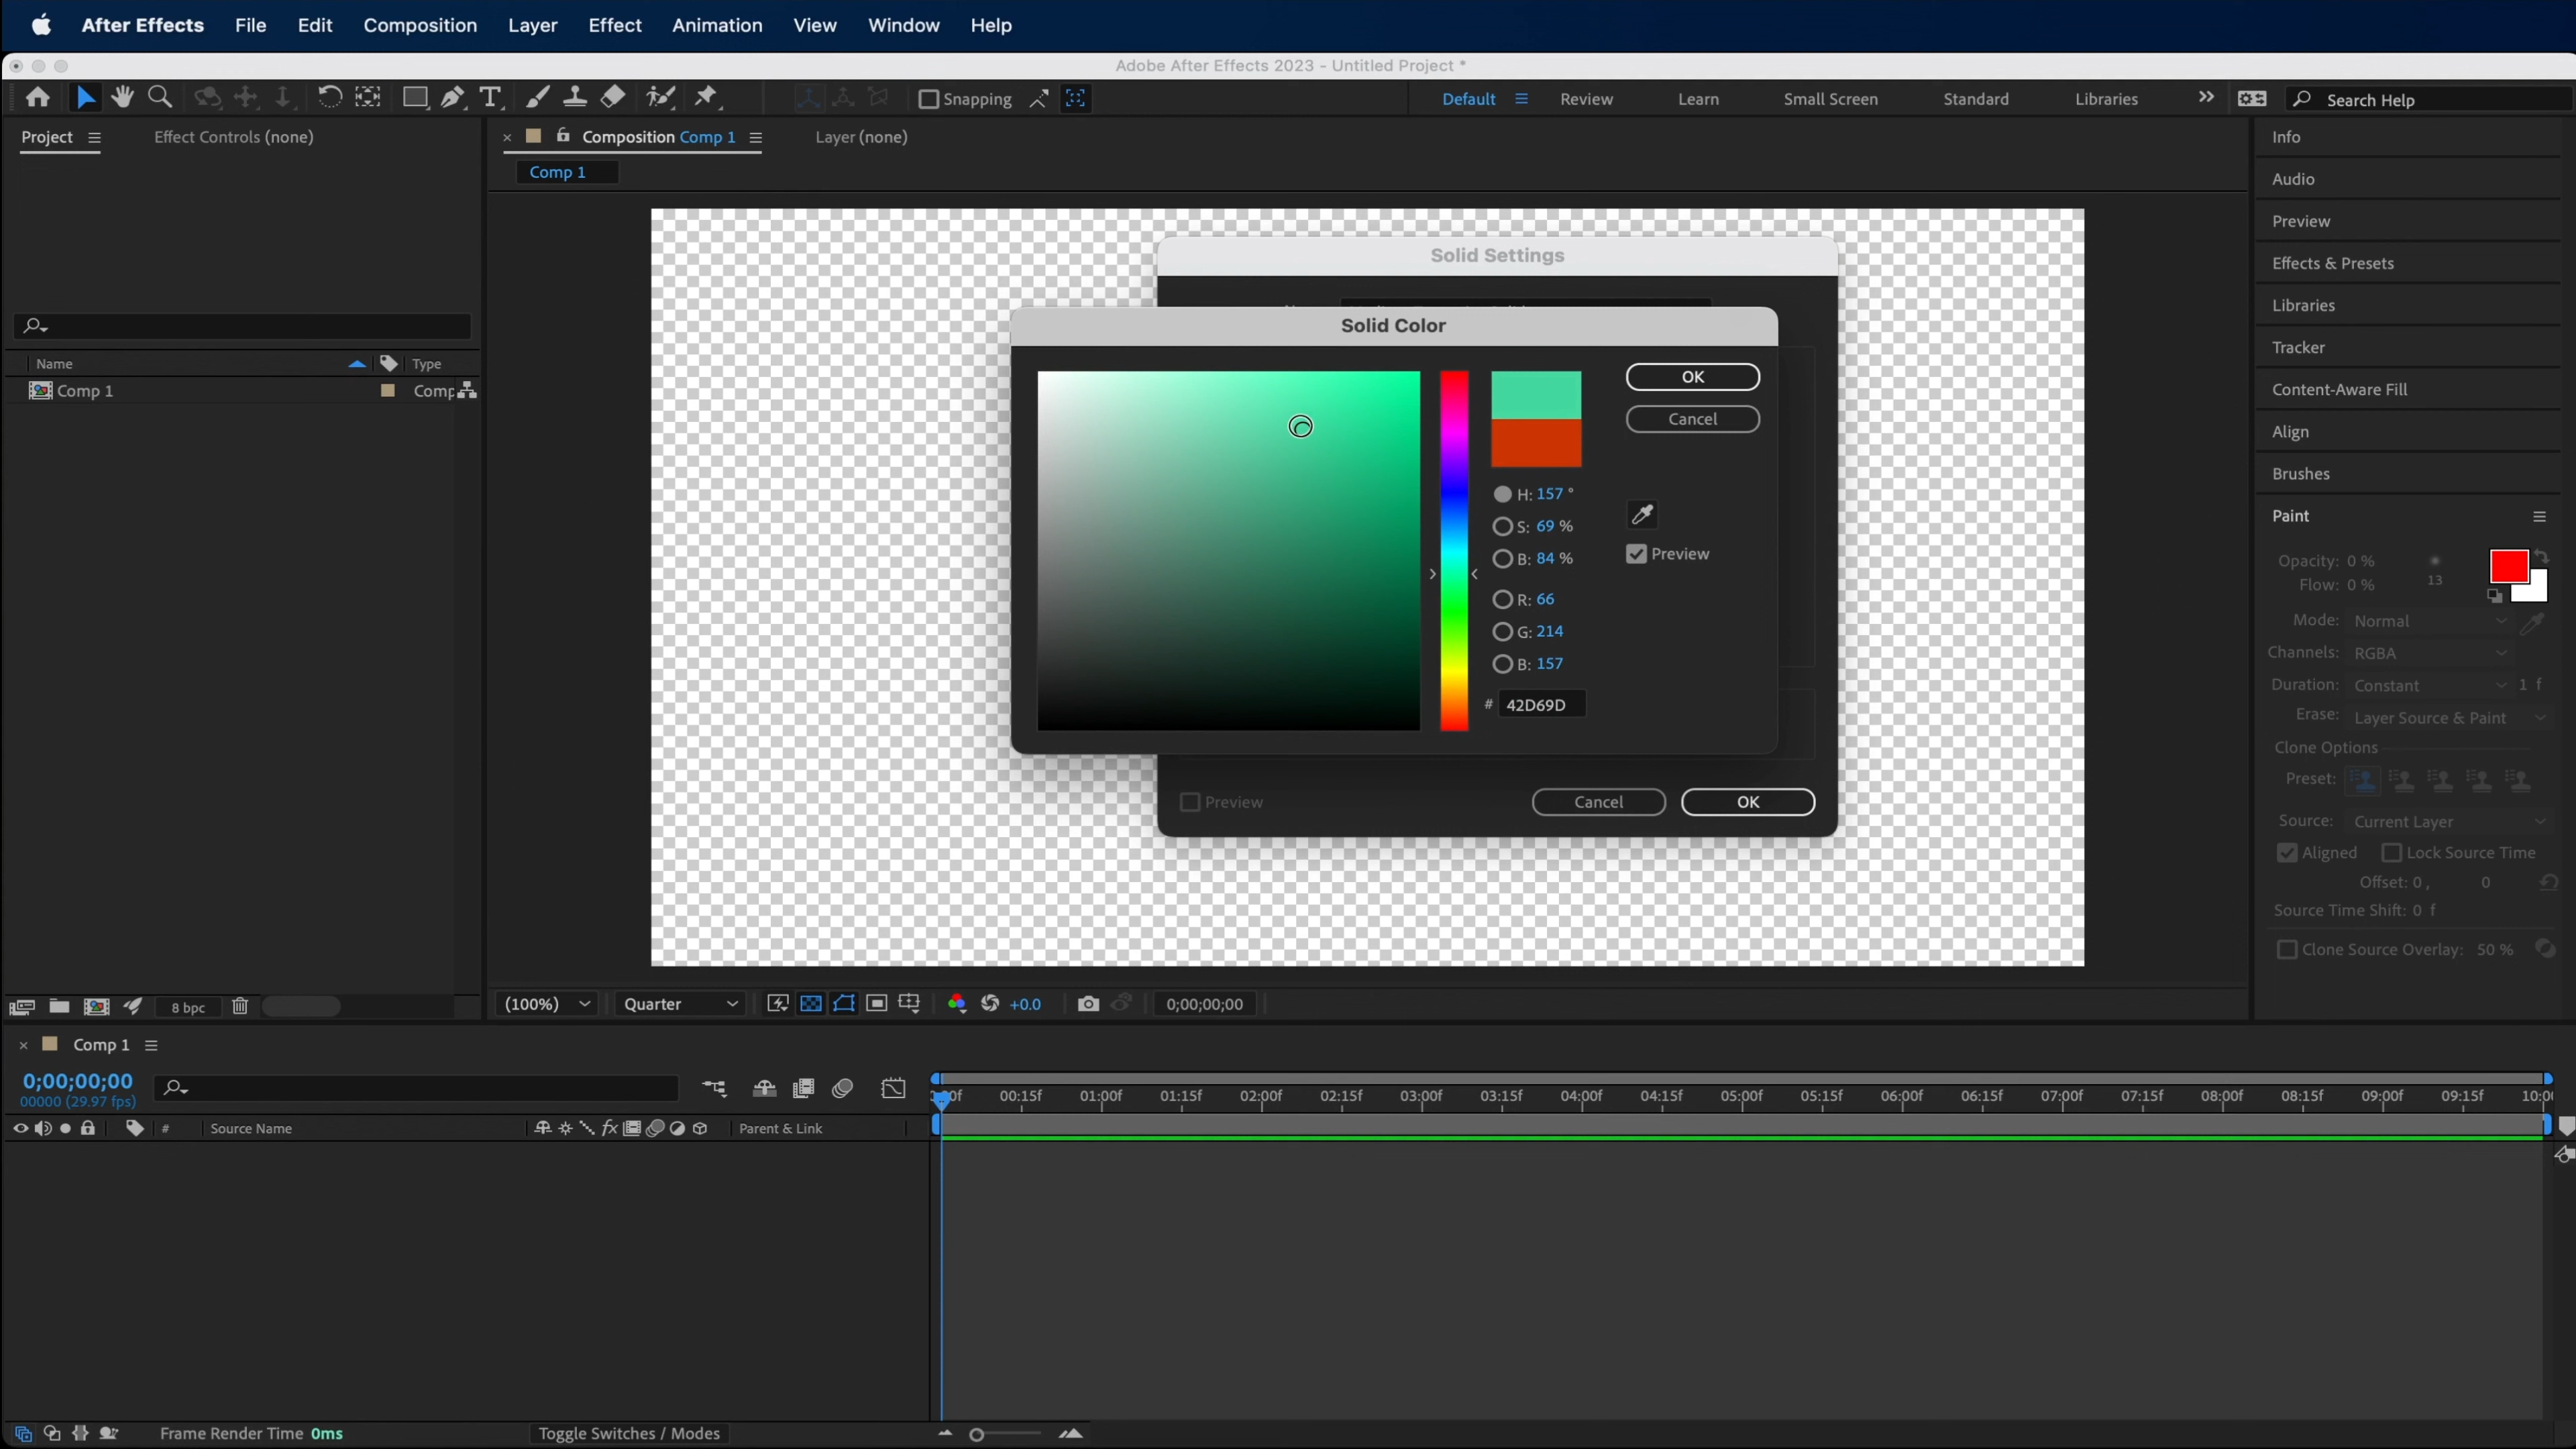 After Effects File Edit Composition Layer Effect Animation View Window Help
Adobe After Effects 2023 - Untitled Project *
Snapping Default Review Learn Small Screen Standard Libraries Search Help
Project Effect Controls (none)
Composition Comp 1 Layer (none)
Comp 1
Name Type
Comp 1 Comp
Solid Settings
Solid Color
OK
Cancel
H: 157 °
S: 69 %
B: 84 %
Preview
R: 66
G: 214
B: 157
# 42D69D
Preview Cancel OK
Info
Audio
Preview
Effects & Presets
Libraries
Tracker
Content-Aware Fill
Align
Brushes
Paint
Opacity: 0 %
Flow: 0 % 13
Mode: Normal
Channels: RGBA
Duration: Constant 1 f
Erase: Layer Source & Paint
Clone Options
Preset:
Source: Current Layer
Aligned Lock Source Time
Offset: 0 , 0
Source Time Shift: 0 f
Clone Source Overlay: 50 %
8 bpc
(100%) Quarter +0.0 0;00;00;00
Comp 1
0;00;00;00
00000 (29.97 fps)
00:15f 01:00f 01:15f 02:00f 02:15f 03:00f 03:15f 04:00f 04:15f 05:00f 05:15f 06:00f 06:15f 07:00f 07:15f 08:00f 08:15f 09:00f 09:15f 10:0
# Source Name Parent & Link
Frame Render Time 0ms Toggle Switches / Modes